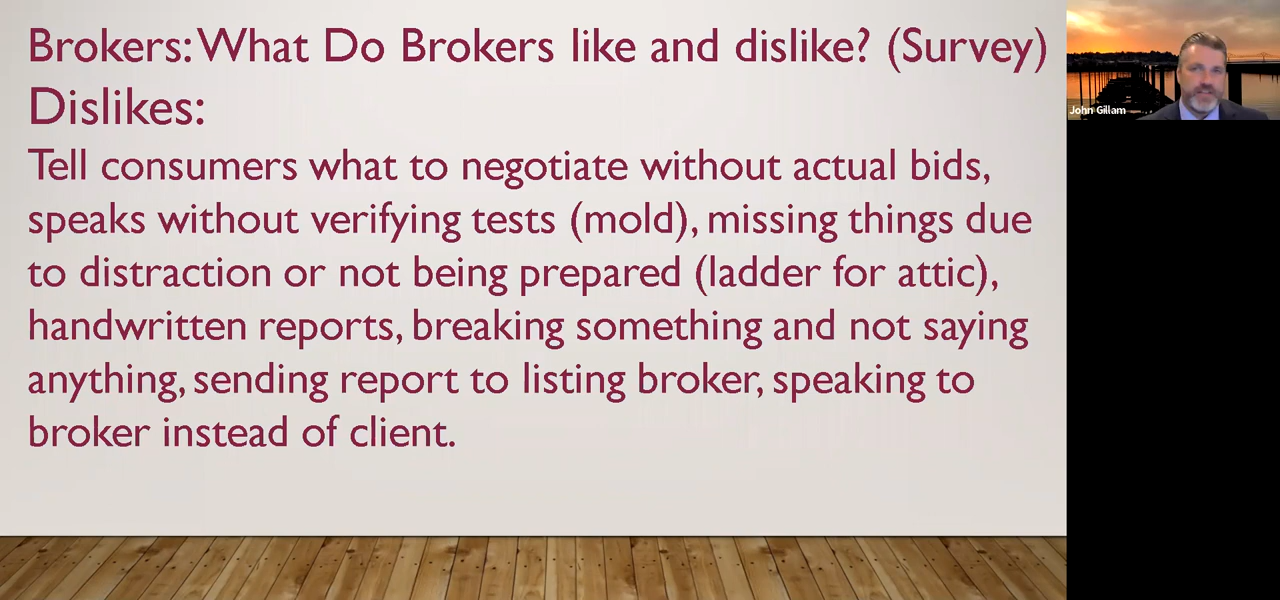 Brokers: What Do Brokers like and dislike? (Survey)
Dislikes:
Tell consumers what to negotiate without actual bids,
speaks without verifying tests (mold), missing things due
to distraction or not being prepared (ladder for attic),
handwritten reports, breaking something and not saying
anything, sending report to listing broker, speaking to
broker instead of client.
John Gillam